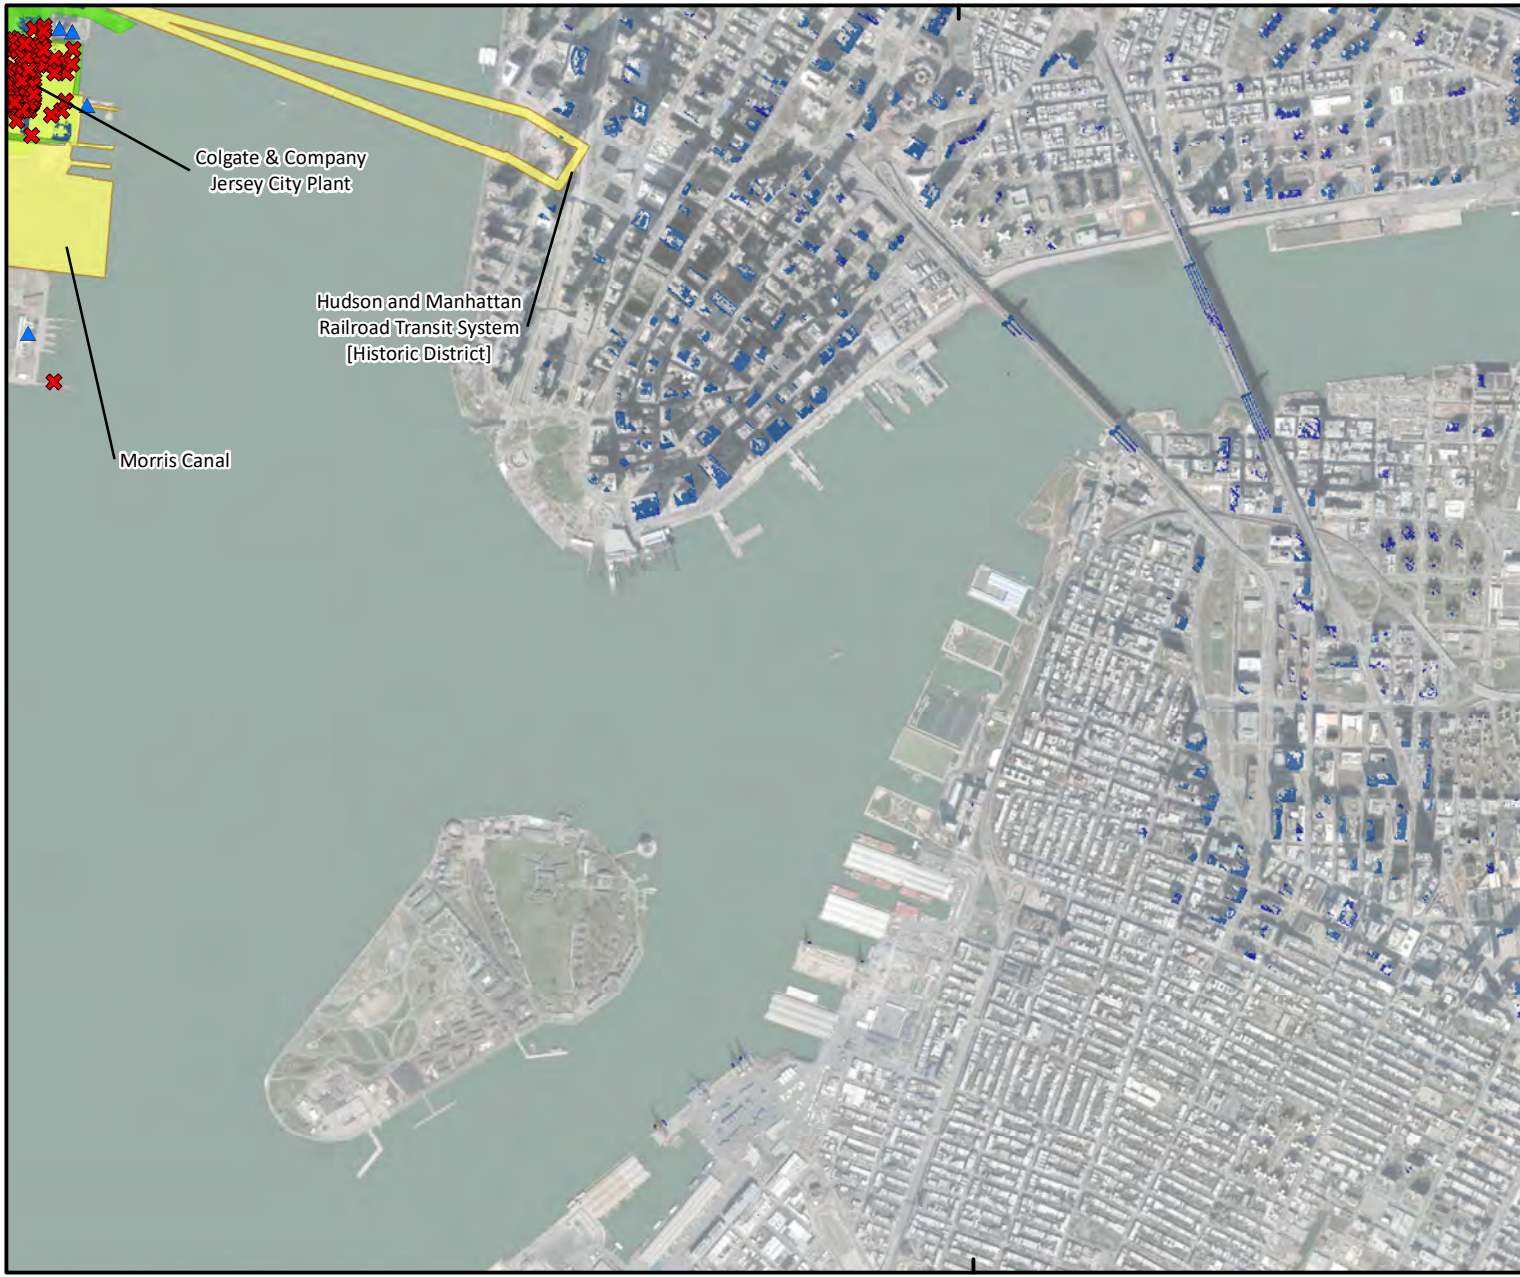 Colgate & Company
Jersey City Plant
Hudson and Manhattan
Railroad Transit System
[Historic District]
Morris Canal